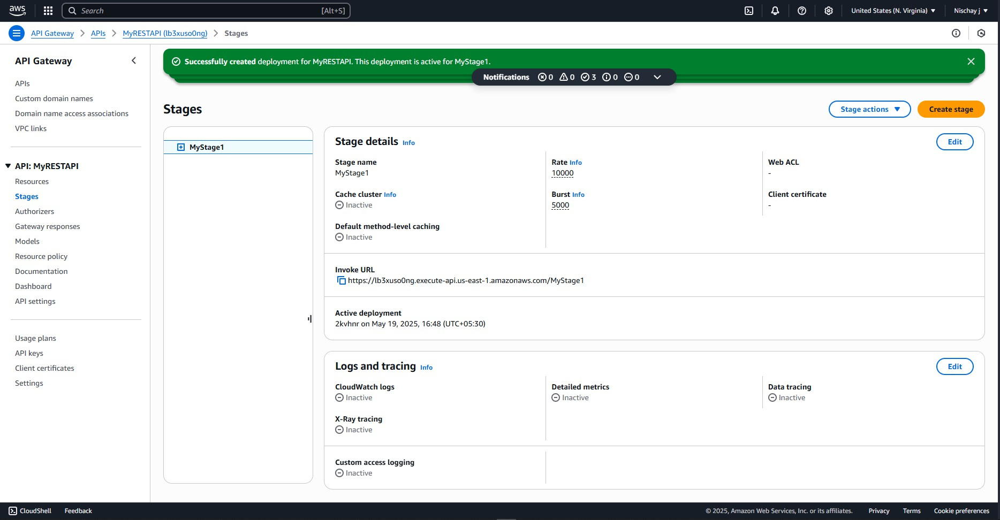 aws
Search [Alt+S]
United States (N. Virginia)
Nischay j
API Gateway
APIs
MyRESTAPI (lb3xuso0ng)
Stages
API Gateway
APIs
Custom domain names
Domain name access associations
VPC links
API: MyRESTAPI
Resources
Stages
Authorizers
Gateway responses
Models
Resource policy
Documentation
Dashboard
API settings
Usage plans
API keys
Client certificates
Settings
Successfully created deployment for MyRESTAPI. This deployment is active for MyStage1.
Notifications 0 0 3 0 0
Stages
Stage actions
Create stage
MyStage1
Stage details Info
Edit
Stage name
MyStage1
Cache cluster Info
Inactive
Default method-level caching
Inactive
Rate Info
10000
Burst Info
5000
Web ACL
-
Client certificate
-
Invoke URL
https://lb3xuso0ng.execute-api.us-east-1.amazonaws.com/MyStage1
Active deployment
2kvhnr on May 19, 2025, 16:48 (UTC+05:30)
Logs and tracing Info
Edit
CloudWatch logs
Inactive
X-Ray tracing
Inactive
Detailed metrics
Inactive
Data tracing
Inactive
Custom access logging
Inactive
CloudShell
Feedback
© 2025, Amazon Web Services, Inc. or its affiliates.
Privacy
Terms
Cookie preferences